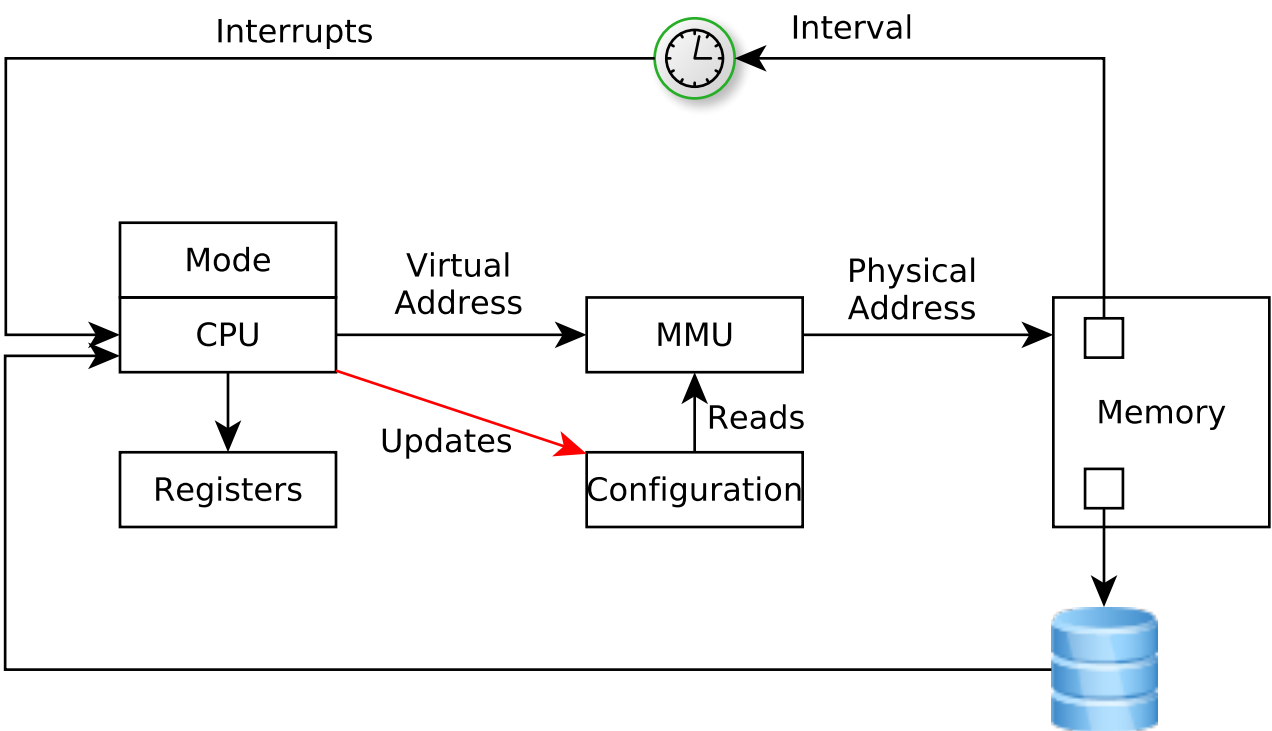 Interrupts
Interval
Mode
Virtual
Address
Physical
Address
CPU
MMU
Memory
Reads
Updates
Registers
Configuration